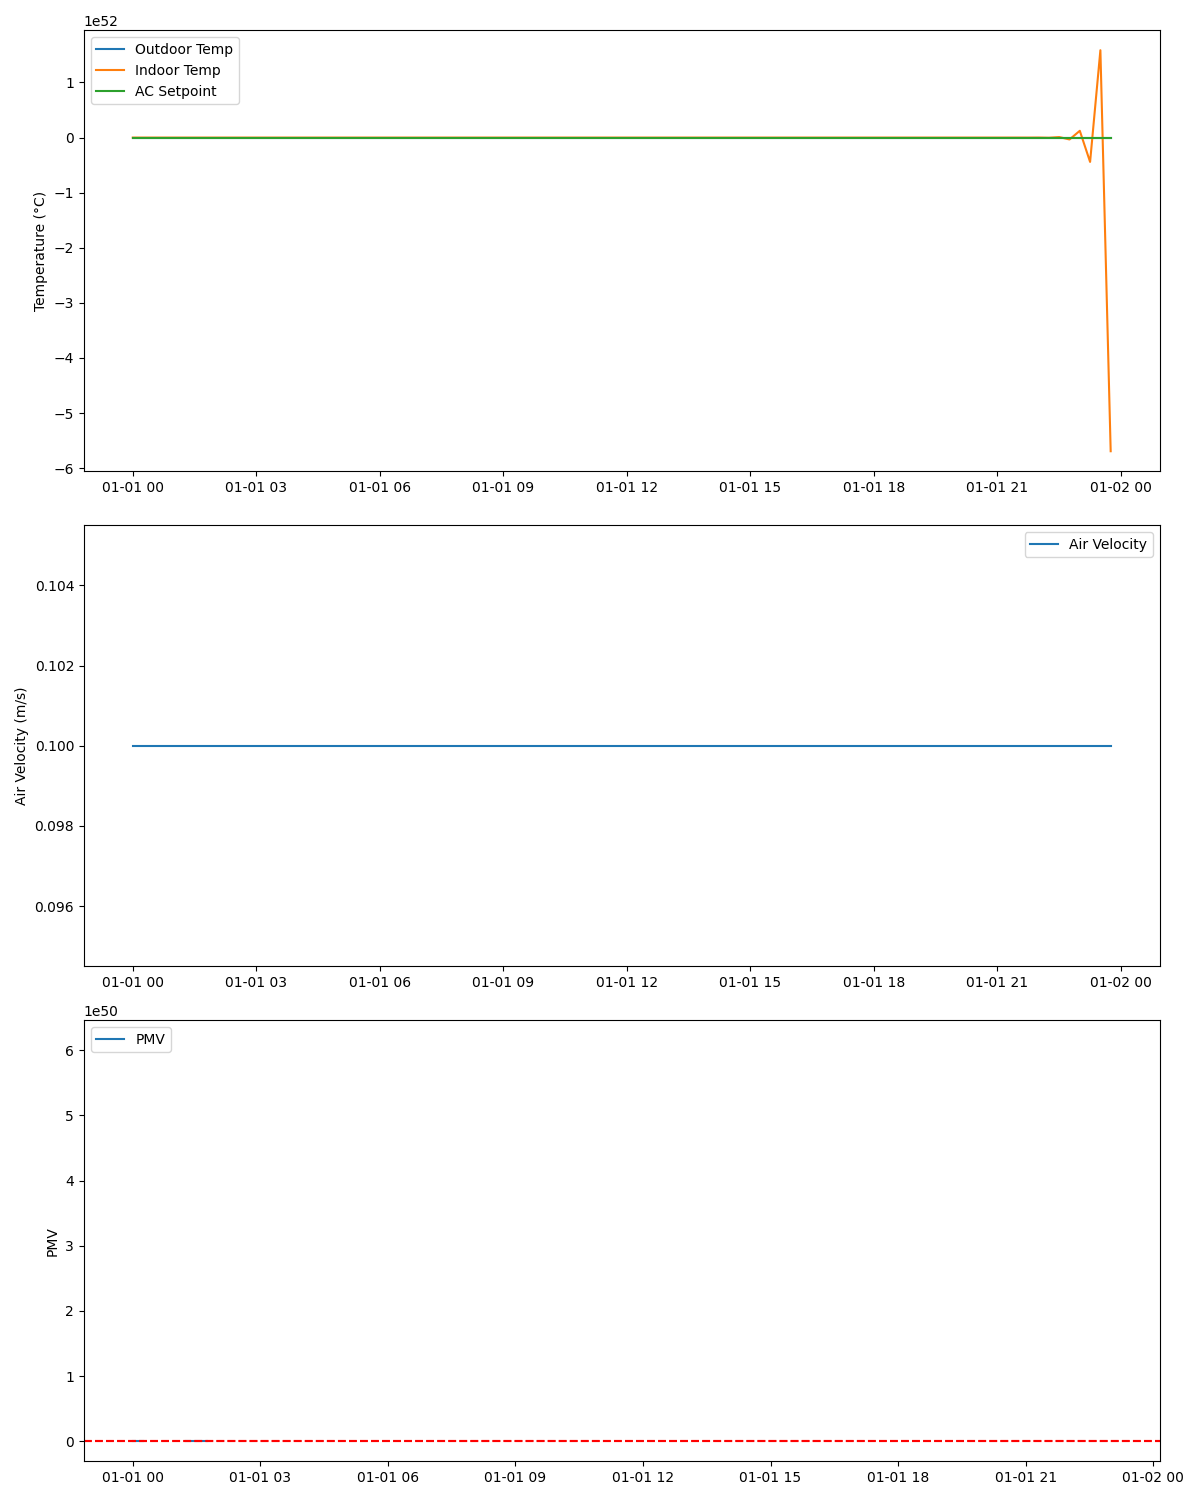 1e52
Outdoor Temp
Indoor Temp
AC Setpoint
1
0
−1
−2
−3
−4
−5
−6
Temperature (°C)
01-01 00 01-01 03 01-01 06 01-01 09 01-01 12 01-01 15 01-01 18 01-01 21 01-02 00
Air Velocity
0.104
0.102
0.100
0.098
0.096
Air Velocity (m/s)
01-01 00 01-01 03 01-01 06 01-01 09 01-01 12 01-01 15 01-01 18 01-01 21 01-02 00
1e50
PMV
6
5
4
3
2
1
0
PMV
01-01 00 01-01 03 01-01 06 01-01 09 01-01 12 01-01 15 01-01 18 01-01 21 01-02 00